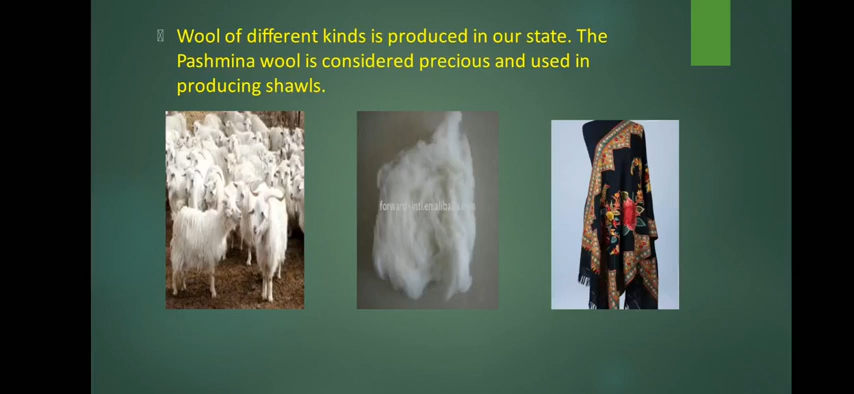 Wool of different kinds is produced in our state. The
Pashmina wool is considered precious and used in
producing shawls.